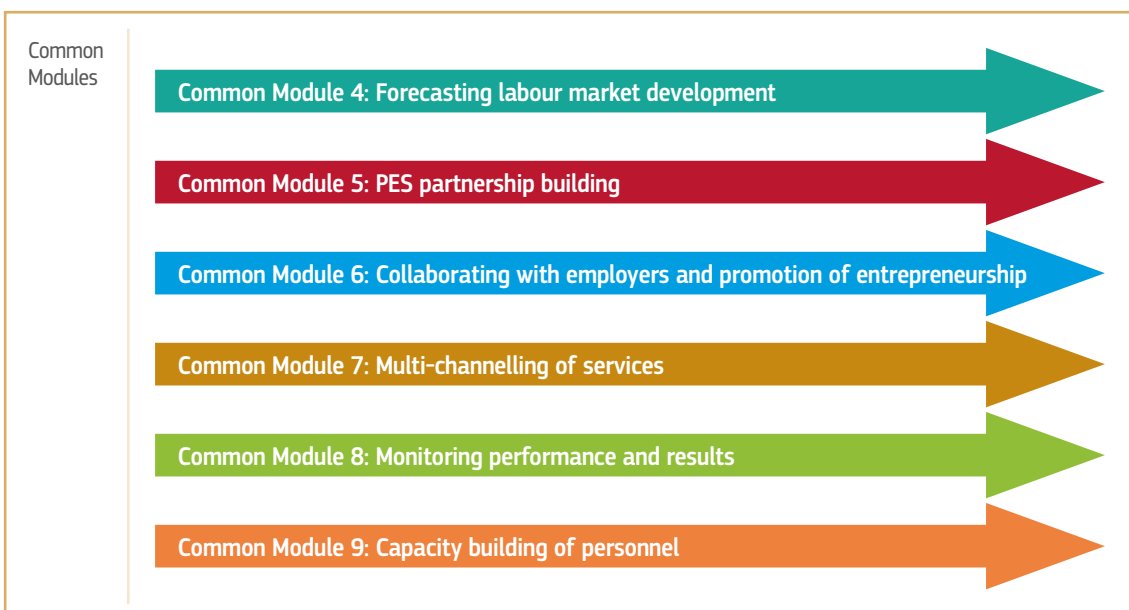 Common
Modules
Common Module 4: Forecasting labour market development
Common Module 5: PES partnership building
Common Module 6: Collaborating with employers and promotion of entrepreneurship
Common Module 7: Multi-channelling of services
Common Module 8: Monitoring performance and results
Common Module 9: Capacity building of personnel